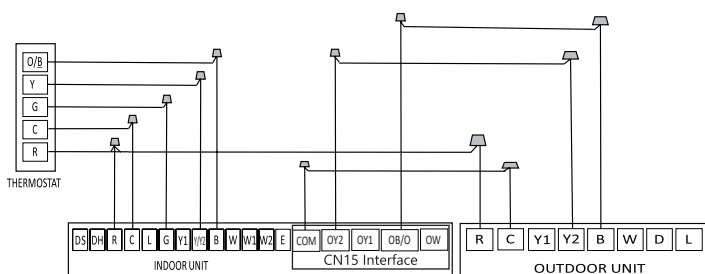 O/B
Y
G
C
R
THERMOSTAT
DS DH R C L G Y1 Y/Y2 B W W1 W2 E COM OY2 OY1 OB/O OW
CN15 Interface
INDOOR UNIT
R C Y1 Y2 B W D L
OUTDOOR UNIT